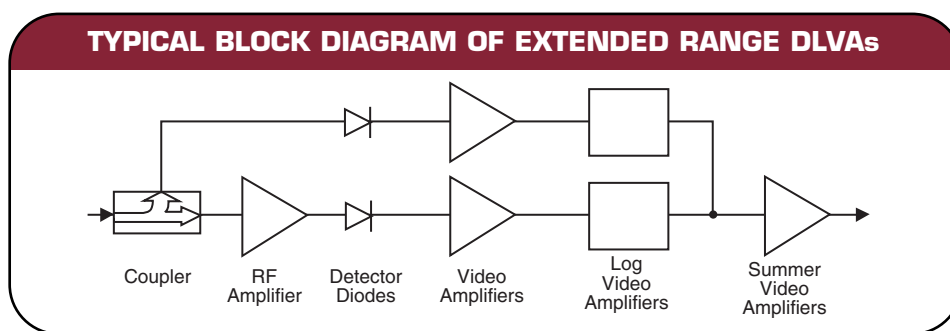 TYPICAL BLOCK DIAGRAM OF EXTENDED RANGE DLVAs
Coupler
RF
Amplifier
Detector
Diodes
Video
Amplifiers
Log
Video
Amplifiers
Summer
Video
Amplifiers